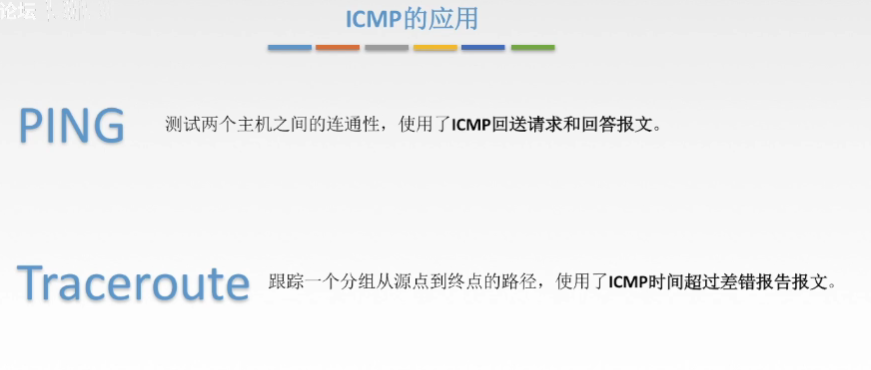 论坛
ICMP的应用
PING 测试两个主机之间的连通性，使用了ICMP回送请求和回答报文。
Traceroute 跟踪一个分组从源点到终点的路径，使用了ICMP时间超过差错报告报文。